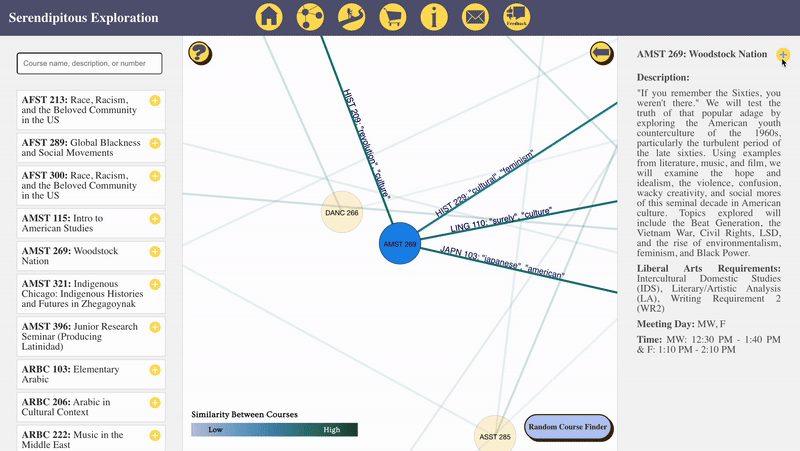 Serendipitous Exploration
Feedback
Course name, description, or number
AFST 213: Race, Racism,
and the Beloved Community
in the US
AFST 289: Global Blackness
and Social Movements
AFST 300: Race, Racism,
and the Beloved Community
in the US
AMST 115: Intro to
American Studies
AMST 269: Woodstock
Nation
AMST 321: Indigenous
Chicago: Indigenous Histories
and Futures in Zhegagoynak
AMST 396: Junior Research
Seminar (Producing
Latinidad)
ARBC 103: Elementary
Arabic
ARBC 206: Arabic in
Cultural Context
ARBC 222: Music in the
Middle East
?
HIST 209: "revolution", "culture"
HIST 229: "cultural", "feminism"
LING 110: "surely", "culture"
JAPN 103: "japanese", "american"
DANC 266
AMST 269
ASST 285
Similarity Between Courses
Low
High
Random Course Finder
AMST 269: Woodstock Nation
Description:
"If you remember the Sixties, you
weren't there." We will test the
truth of that popular adage by
exploring the American youth
counterculture of the 1960s,
particularly the turbulent period of
the late sixties. Using examples
from literature, music, and film, we
will examine the hope and
idealism, the violence, confusion,
wacky creativity, and social mores
of this seminal decade in American
culture. Topics explored will
include the Beat Generation, the
Vietnam War, Civil Rights, LSD,
and the rise of environmentalism,
feminism, and Black Power.
Liberal Arts Requirements:
Intercultural Domestic Studies
(IDS), Literary/Artistic Analysis
(LA), Writing Requirement 2
(WR2)
Meeting Day: MW, F
Time: MW: 12:30 PM - 1:40 PM
& F: 1:10 PM - 2:10 PM